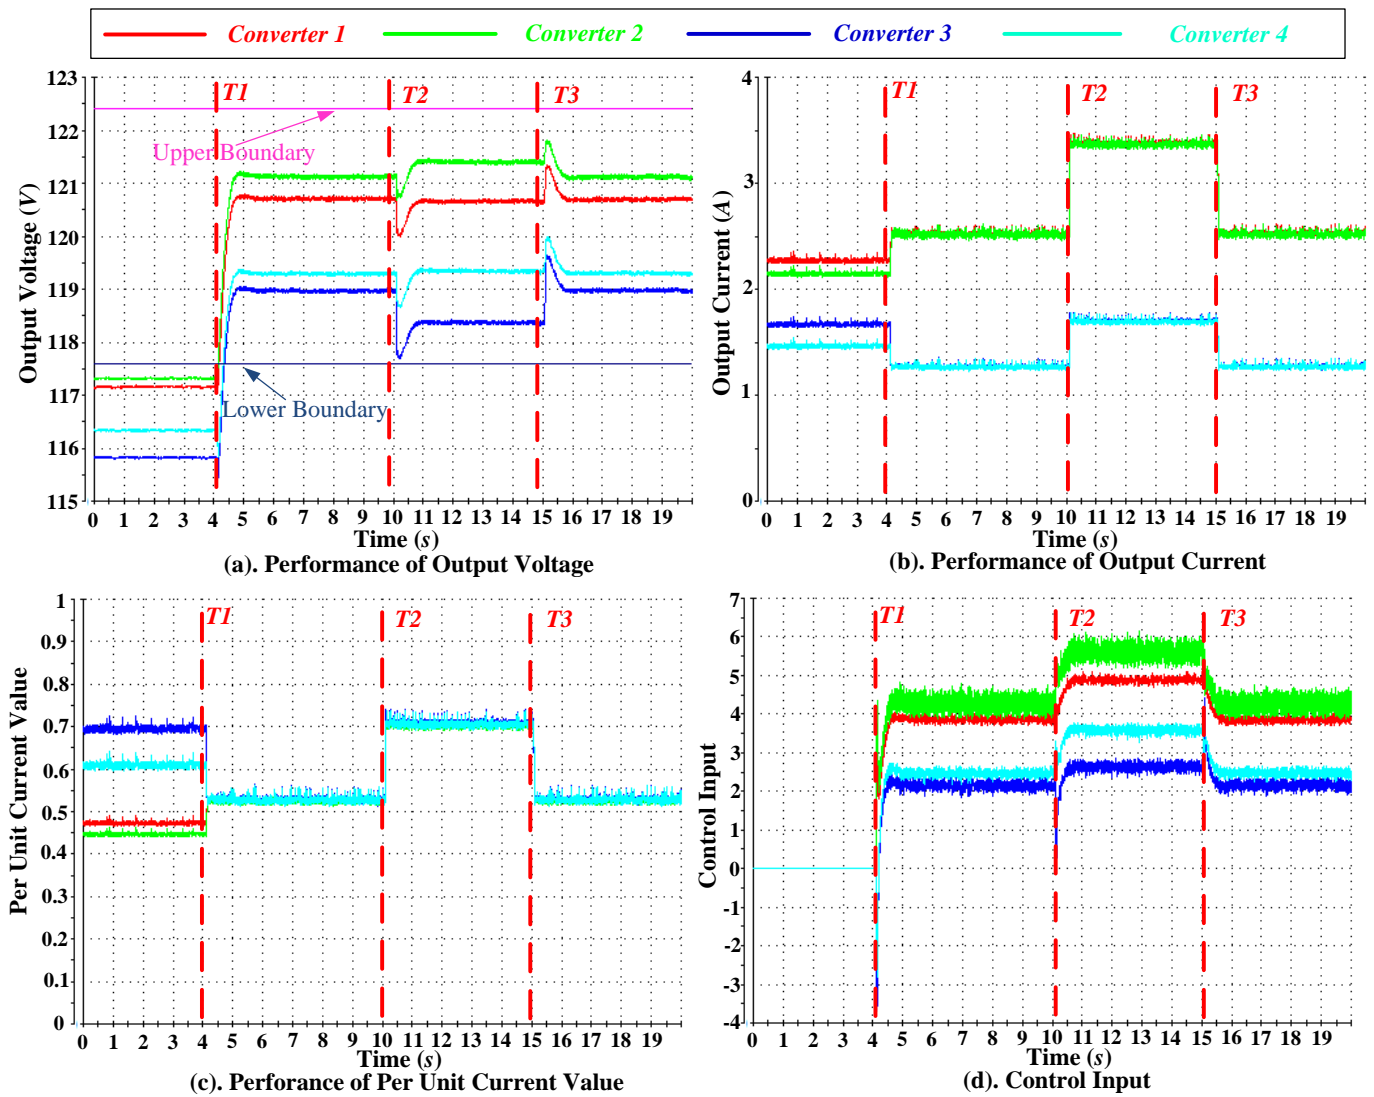 Converter 1 Converter 2 Converter 3 Converter 4
123
122
121
120
119
118
117
116
115
Output Voltage (V)
T1 T2 T3
Upper Boundary
Lower Boundary
0 1 2 3 4 5 6 7 8 9 10 11 12 13 14 15 16 17 18 19
Time (s)
(a). Performance of Output Voltage
4
3
2
1
0
Output Current (A)
T1 T2 T3
0 1 2 3 4 5 6 7 8 9 10 11 12 13 14 15 16 17 18 19
Time (s)
(b). Performance of Output Current
1
0.9
0.8
0.7
0.6
0.5
0.4
0.3
0.2
0.1
0
Per Unit Current Value
T1 T2 T3
0 1 2 3 4 5 6 7 8 9 10 11 12 13 14 15 16 17 18 19
Time (s)
(c). Perforance of Per Unit Current Value
7
6
5
4
3
2
1
0
-1
-2
-3
-4
Control Input
T1 T2 T3
0 1 2 3 4 5 6 7 8 9 10 11 12 13 14 15 16 17 18 19
Time (s)
(d). Control Input